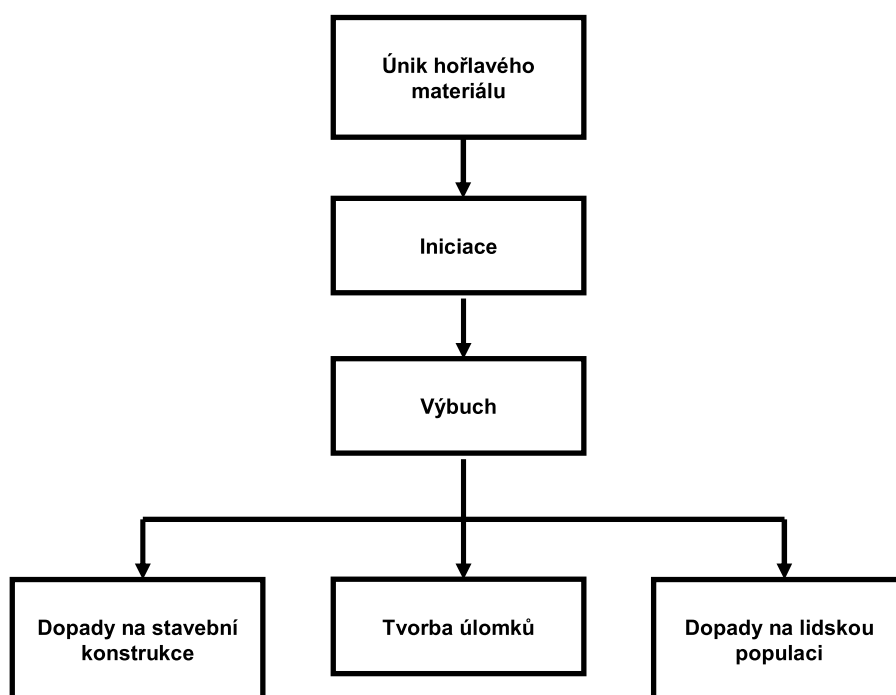 Únik hořlavého
materiálu
Iniciace
Výbuch
Dopady na stavební
konstrukce
Tvorba úlomků
Dopady na lidskou
populaci